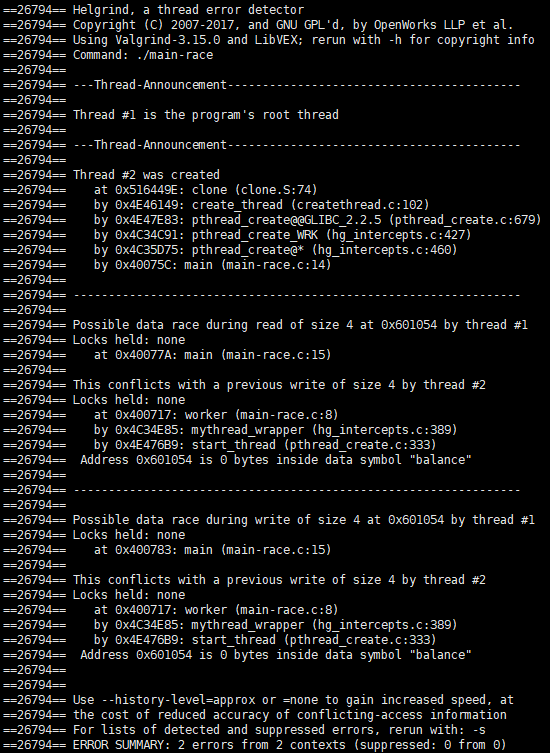 ==26794== Helgrind, a thread error detector
==26794== Copyright (C) 2007-2017, and GNU GPL'd, by OpenWorks LLP et al.
==26794== Using Valgrind-3.15.0 and LibVEX; rerun with -h for copyright info
==26794== Command: ./main-race
==26794==
==26794== ---Thread-Announcement------------------------------------------
==26794==
==26794== Thread #1 is the program's root thread
==26794==
==26794== ---Thread-Announcement------------------------------------------
==26794==
==26794== Thread #2 was created
==26794==    at 0x516449E: clone (clone.S:74)
==26794==    by 0x4E46149: create_thread (createthread.c:102)
==26794==    by 0x4E47E83: pthread_create@@GLIBC_2.2.5 (pthread_create.c:679)
==26794==    by 0x4C34C91: pthread_create_WRK (hg_intercepts.c:427)
==26794==    by 0x4C35D75: pthread_create@* (hg_intercepts.c:460)
==26794==    by 0x40075C: main (main-race.c:14)
==26794==
==26794== ----------------------------------------------------------------
==26794==
==26794== Possible data race during read of size 4 at 0x601054 by thread #1
==26794== Locks held: none
==26794==    at 0x40077A: main (main-race.c:15)
==26794==
==26794== This conflicts with a previous write of size 4 by thread #2
==26794== Locks held: none
==26794==    at 0x400717: worker (main-race.c:8)
==26794==    by 0x4C34E85: mythread_wrapper (hg_intercepts.c:389)
==26794==    by 0x4E476B9: start_thread (pthread_create.c:333)
==26794==  Address 0x601054 is 0 bytes inside data symbol "balance"
==26794==
==26794== ----------------------------------------------------------------
==26794==
==26794== Possible data race during write of size 4 at 0x601054 by thread #1
==26794== Locks held: none
==26794==    at 0x400783: main (main-race.c:15)
==26794==
==26794== This conflicts with a previous write of size 4 by thread #2
==26794== Locks held: none
==26794==    at 0x400717: worker (main-race.c:8)
==26794==    by 0x4C34E85: mythread_wrapper (hg_intercepts.c:389)
==26794==    by 0x4E476B9: start_thread (pthread_create.c:333)
==26794==  Address 0x601054 is 0 bytes inside data symbol "balance"
==26794==
==26794==
==26794== Use --history-level=approx or =none to gain increased speed, at
==26794== the cost of reduced accuracy of conflicting-access information
==26794== For lists of detected and suppressed errors, rerun with: -s
==26794== ERROR SUMMARY: 2 errors from 2 contexts (suppressed: 0 from 0)